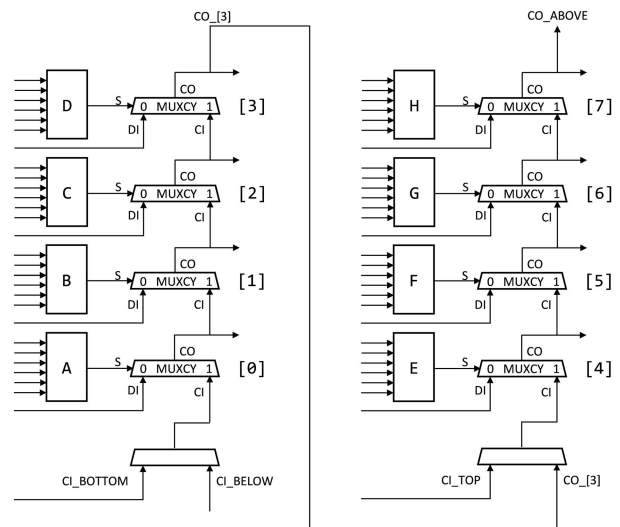 CO_[3]
CO_ABOVE
CO
D S 0 MUXCY 1 [3]
DI CI
CO
H S 0 MUXCY 1 [7]
DI CI
CO
C S 0 MUXCY 1 [2]
DI CI
CO
G S 0 MUXCY 1 [6]
DI CI
CO
B S 0 MUXCY 1 [1]
DI CI
CO
F S 0 MUXCY 1 [5]
DI CI
CO
A S 0 MUXCY 1 [0]
DI CI
CO
E S 0 MUXCY 1 [4]
DI CI
CI_BOTTOM CI_BELOW
CI_TOP CO_[3]